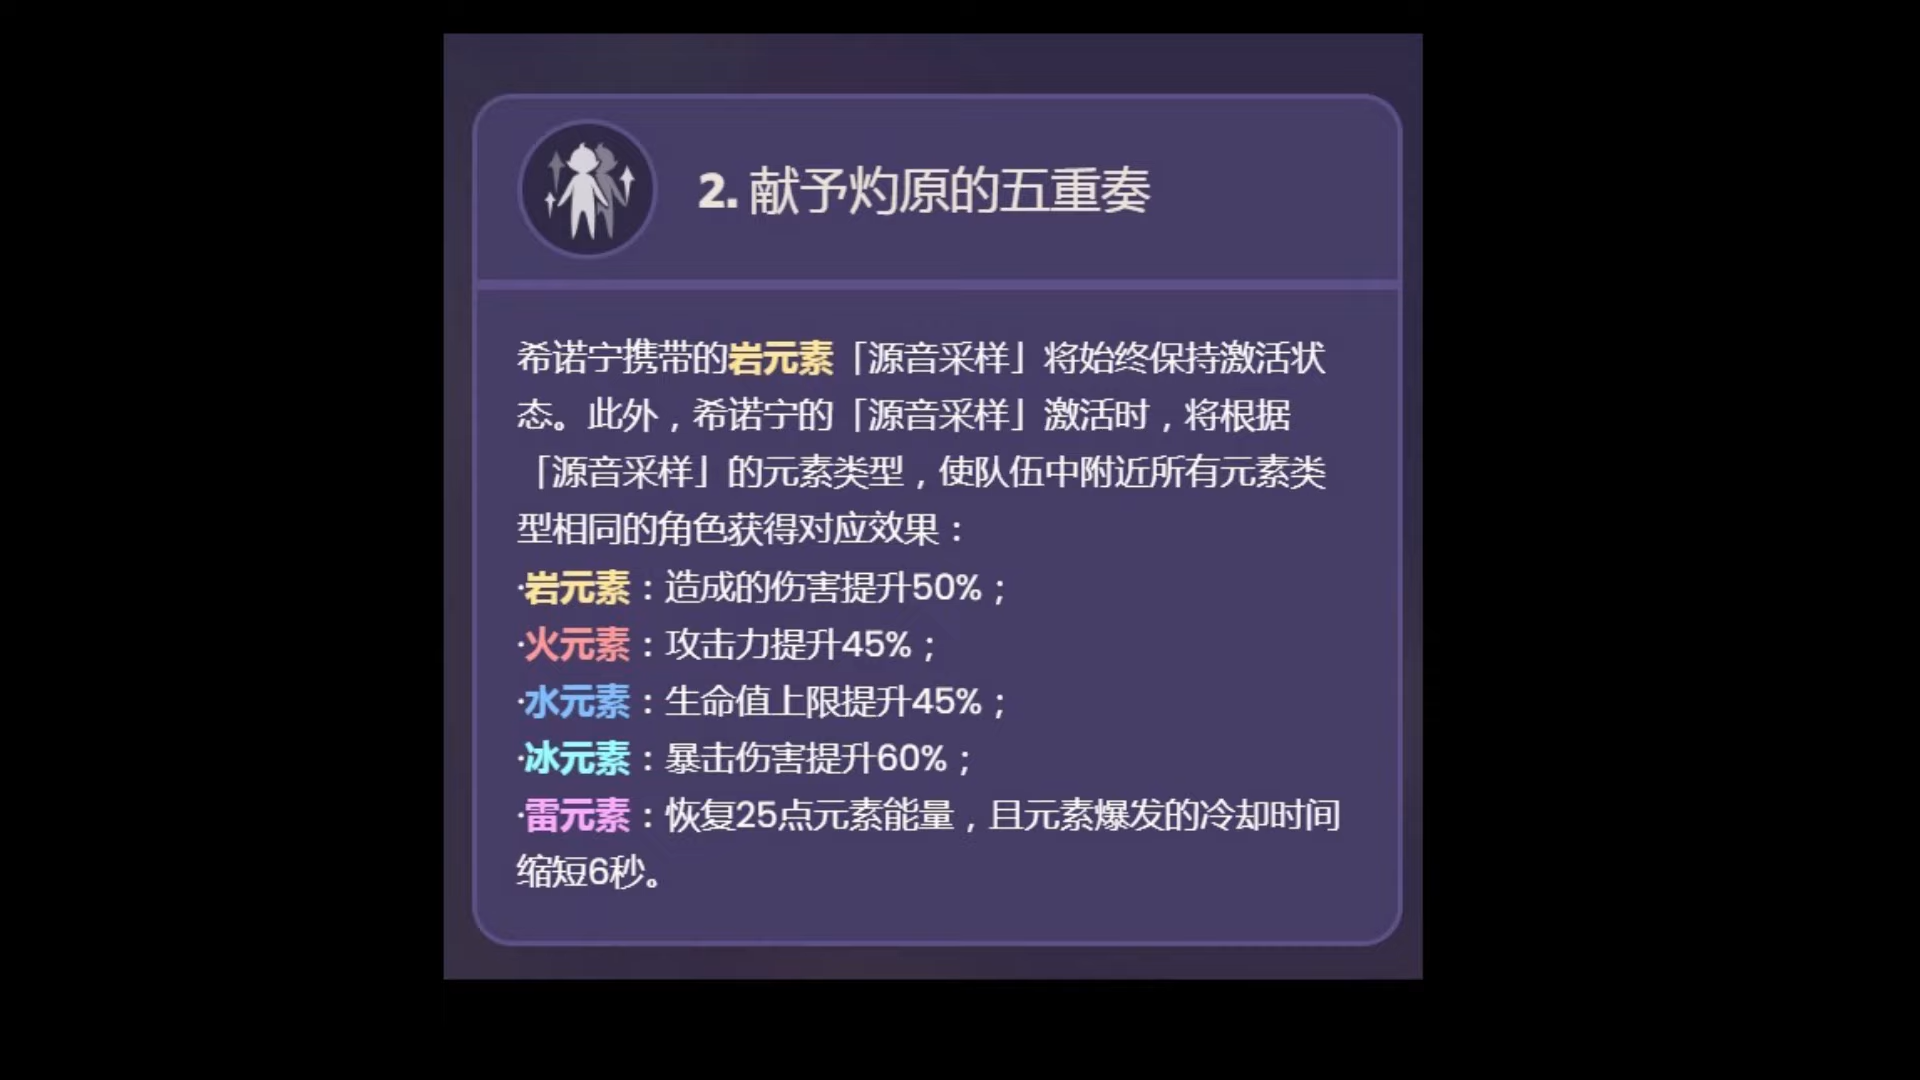 2. 献予灼原的五重奏
希诺宁携带的岩元素「源音采样」将始终保持激活状
态。此外，希诺宁的「源音采样」激活时，将根据
「源音采样」的元素类型，使队伍中附近所有元素类
型相同的角色获得对应效果：
·岩元素：造成的伤害提升50%；
·火元素：攻击力提升45%；
·水元素：生命值上限提升45%；
·冰元素：暴击伤害提升60%；
·雷元素：恢复25点元素能量，且元素爆发的冷却时间
缩短6秒。